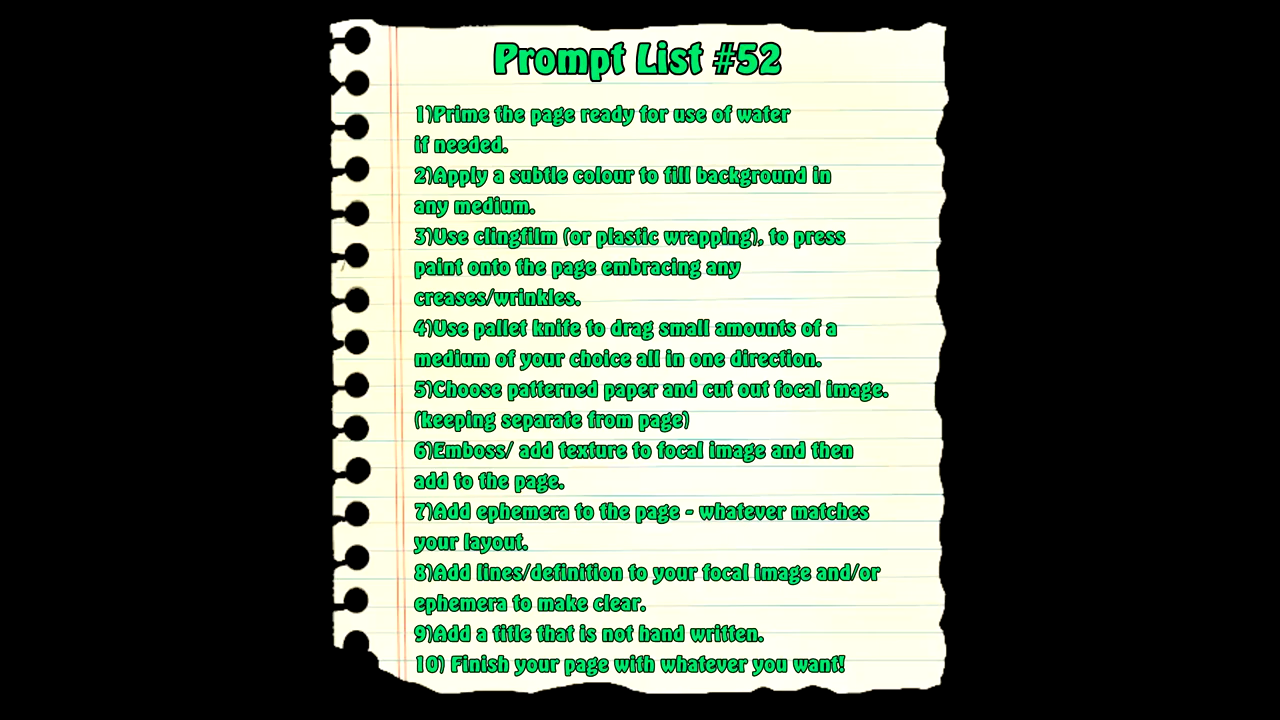 Prompt List #52
1)Prime the page ready for use of water
if needed.
2)Apply a subtle colour to fill background in
any medium.
3)Use clingfilm (or plastic wrapping), to press
paint onto the page embracing any
creases/wrinkles.
4)Use pallet knife to drag small amounts of a
medium of your choice all in one direction.
5)Choose patterned paper and cut out focal image.
(keeping separate from page)
6)Emboss/ add texture to focal image and then
add to the page.
7)Add ephemera to the page - whatever matches
your layout.
8)Add lines/definition to your focal image and/or
ephemera to make clear.
9)Add a title that is not hand written.
10) Finish your page with whatever you want!